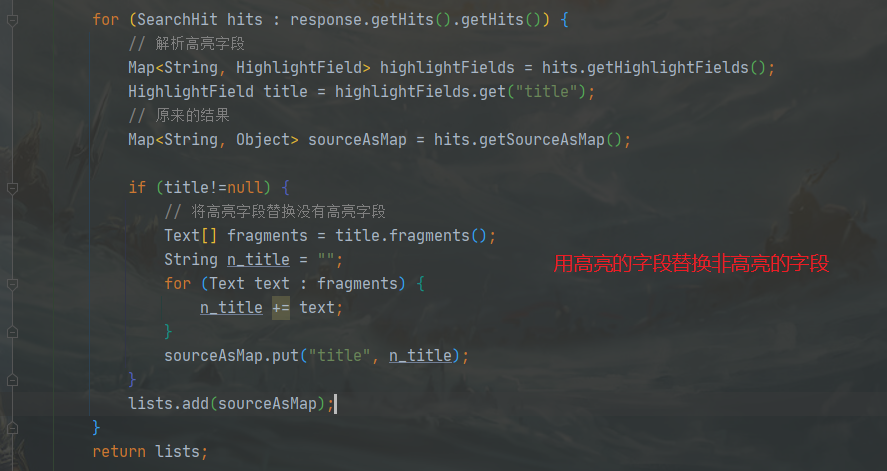 for (SearchHit hits : response.getHits().getHits()) {
// 解析高亮字段
Map<String, HighlightField> highlightFields = hits.getHighlightFields();
HighlightField title = highlightFields.get("title");
// 原来的结果
Map<String, Object> sourceAsMap = hits.getSourceAsMap();
if (title!=null) {
// 将高亮字段替换没有高亮字段
Text[] fragments = title.fragments();
String n_title = "";
用高亮的字段替换非高亮的字段
for (Text text : fragments) {
n_title += text;
}
sourceAsMap.put("title", n_title);
}
lists.add(sourceAsMap);
}
return lists;